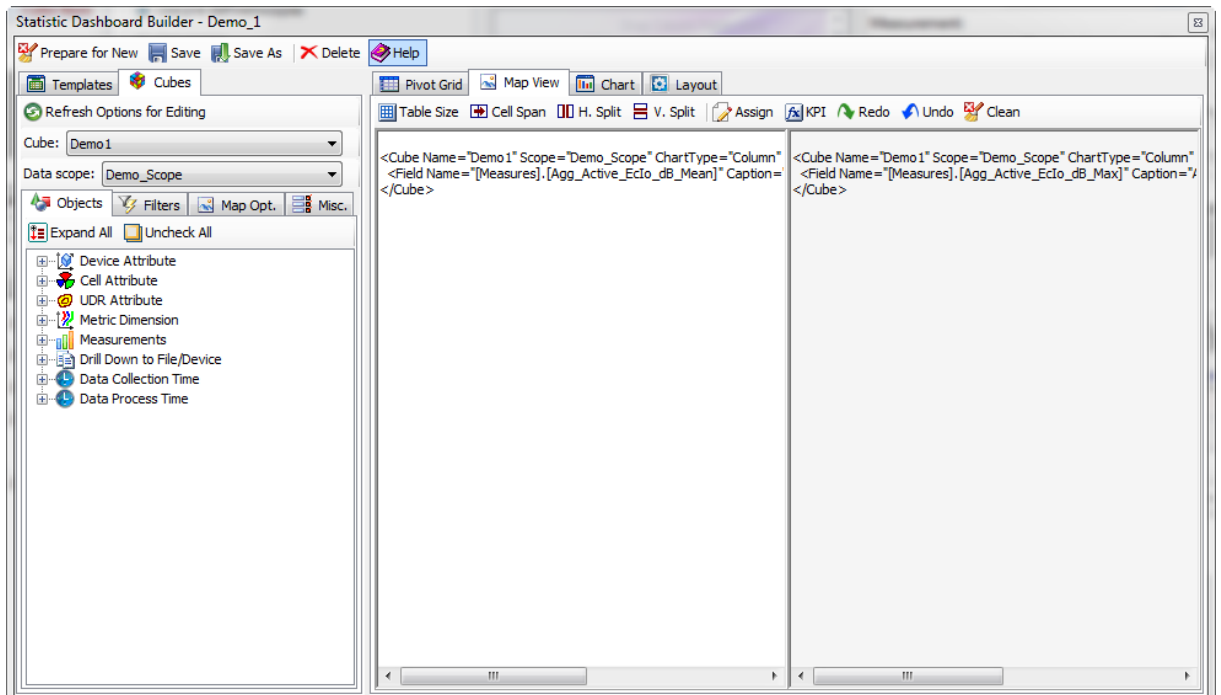 Statistic Dashboard Builder - Demo_1
Prepare for New Save Save As Delete Help
Templates Cubes
Refresh Options for Editing
Cube: Demo1
Data scope: Demo_Scope
Objects Filters Map Opt. Misc.
Expand All Uncheck All
Device Attribute
Cell Attribute
UDR Attribute
Metric Dimension
Measurements
Drill Down to File/Device
Data Collection Time
Data Process Time
Pivot Grid Map View Chart Layout
Table Size Cell Span H. Split V. Split Assign KPI Redo Undo Clean
<Cube Name="Demo1" Scope="Demo_Scope" ChartType="Column"
<Field Name="[Measures].[Agg_Active_EcIo_dB_Mean]" Caption="
</Cube>
<Cube Name="Demo1" Scope="Demo_Scope" ChartType="Column"
<Field Name="[Measures].[Agg_Active_EcIo_dB_Max]" Caption="A
</Cube>